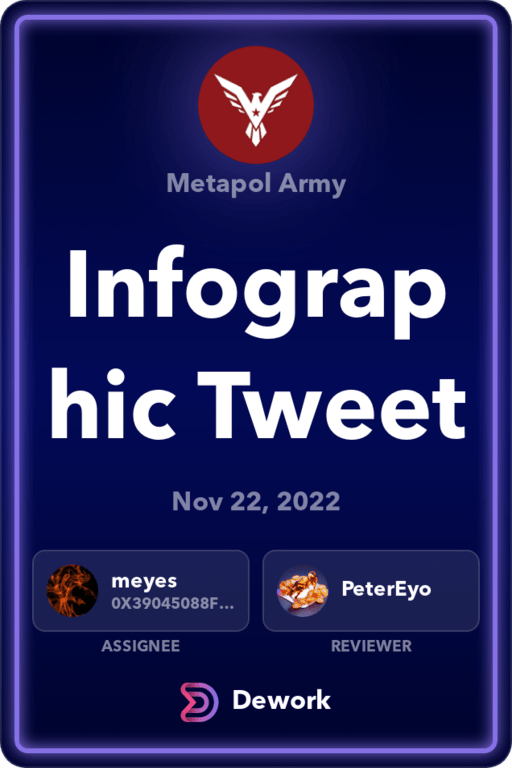 Metapol Army
Infograp
hic Tweet
Nov 22, 2022
meyes
0X39045088F...
PeterEyo
ASSIGNEE
REVIEWER
Dework